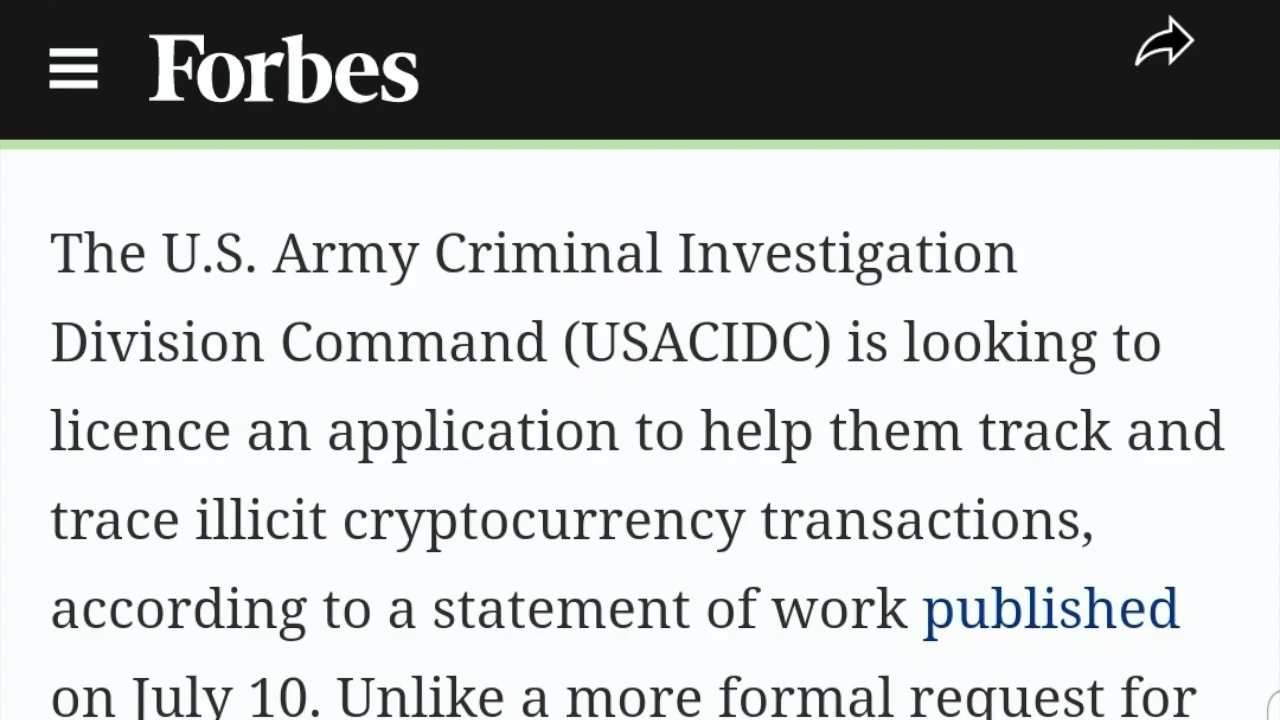 Forbes
The U.S. Army Criminal Investigation
Division Command (USACIDC) is looking to
licence an application to help them track and
trace illicit cryptocurrency transactions,
according to a statement of work published
on July 10. Unlike a more formal request for